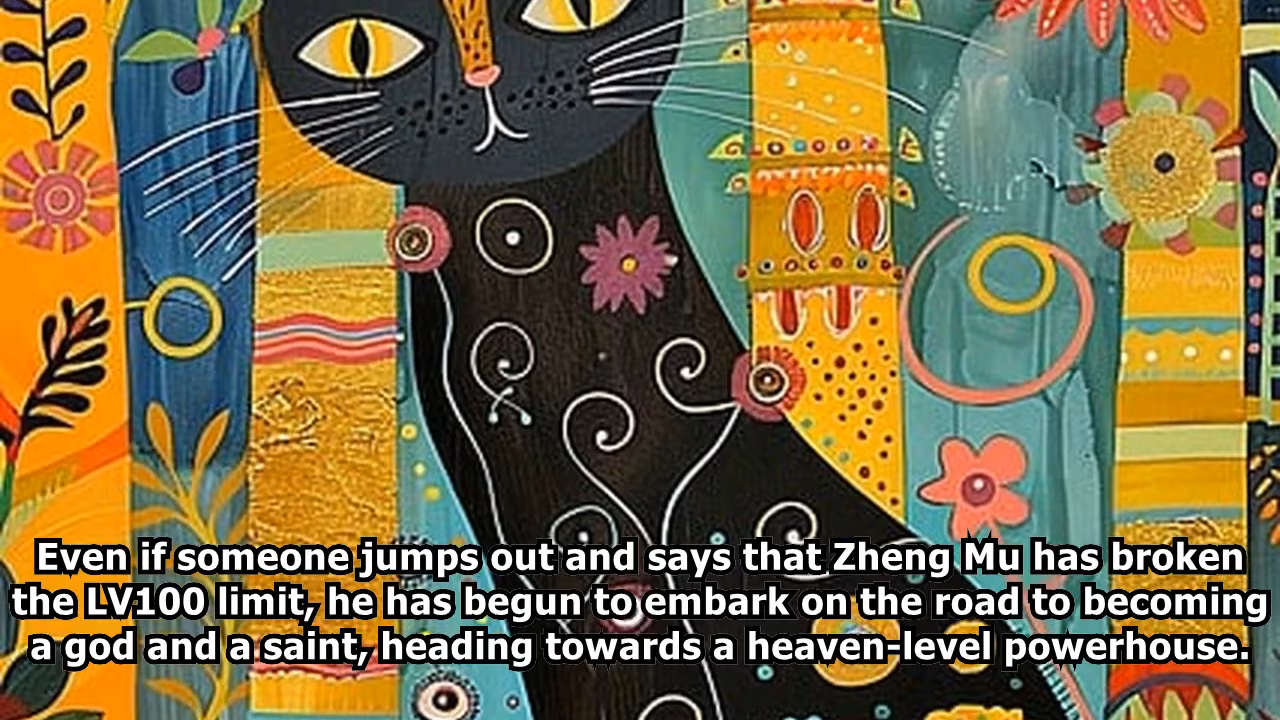 Even if someone jumps out and says that Zheng Mu has broken
the LV100 limit, he has begun to embark on the road to becoming
a god and a saint, heading towards a heaven-level powerhouse.